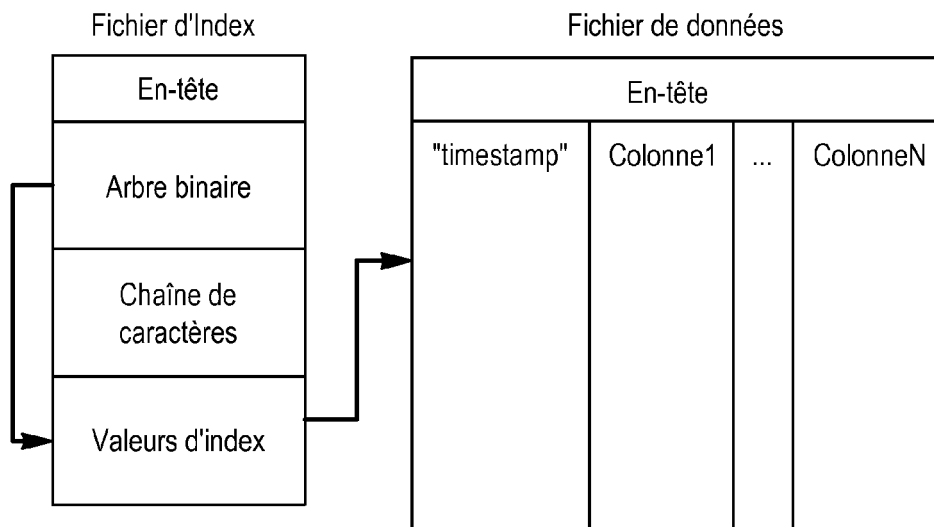 Fichier d'Index
En-tête
Arbre binaire
Chaîne de
caractères
Valeurs d'index
Fichier de données
En-tête
"timestamp"
Colonne1
...
ColonneN